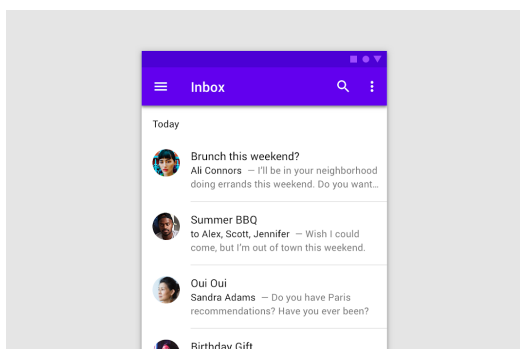 Inbox
Today
Brunch this weekend?
Ali Connors — I'll be in your neighborhood
doing errands this weekend. Do you want…
Summer BBQ
to Alex, Scott, Jennifer — Wish I could
come, but I'm out of town this weekend.
Oui Oui
Sandra Adams — Do you have Paris
recommendations? Have you ever been?
Birthday Gift